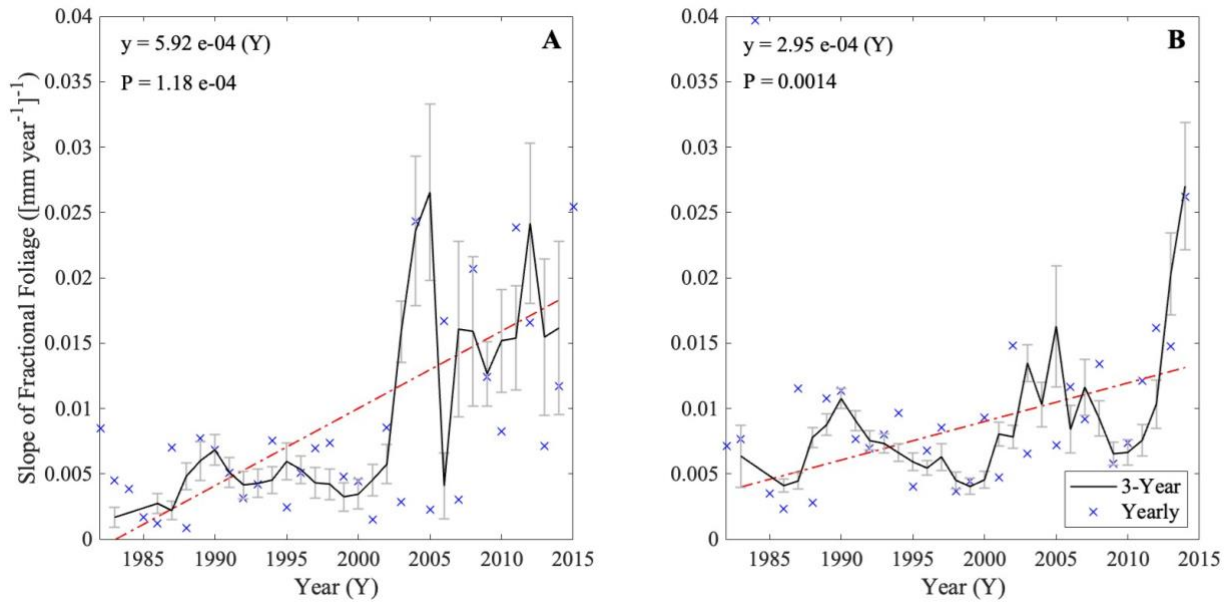 Slope of Fractional Foliage ([mm year⁻¹]⁻¹)
0.04
0.035
0.03
0.025
0.02
0.015
0.01
0.005
0
y = 5.92 e-04 (Y)
P = 1.18 e-04
A
1985 1990 1995 2000 2005 2010 2015
Year (Y)
0.04
0.035
0.03
0.025
0.02
0.015
0.01
0.005
0
y = 2.95 e-04 (Y)
P = 0.0014
B
3-Year
Yearly
1985 1990 1995 2000 2005 2010 2015
Year (Y)